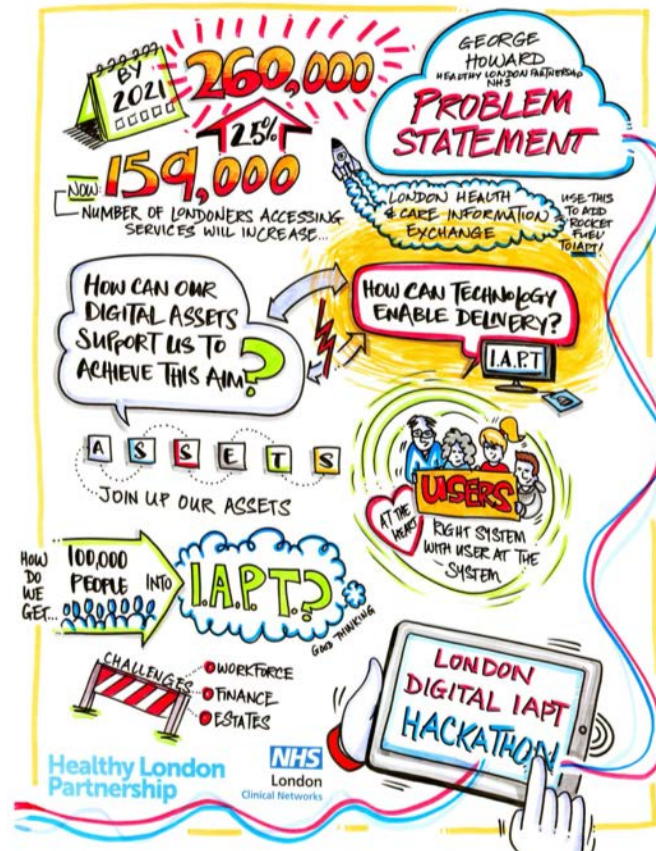 BY
2021
260,000
25%
NOW: 159,000
NUMBER OF LONDONERS ACCESSING
SERVICES WILL INCREASE...
GEORGE
HOWARD
HEALTHY LONDON PARTNERSHIP
NHS
PROBLEM
STATEMENT
LONDON HEALTH
& CARE INFORMATION
EXCHANGE
USE THIS
TO ADD
ROCKET
FUEL
TO IAPT!
HOW CAN OUR
DIGITAL ASSETS
SUPPORT US TO
ACHIEVE THIS AIM?
HOW CAN TECHNOLOGY
ENABLE DELIVERY?
I.A.P.T
ASSETS
JOIN UP OUR ASSETS
USERS
AT THE
HEART
RIGHT SYSTEM
WITH USER AT THE
SYSTEM
HOW
DO
WE
GET...
100,000
PEOPLE
INTO
I.A.P.T?
GOOD THINKING
CHALLENGES
WORKFORCE
FINANCE
ESTATES
LONDON
DIGITAL IAPT
HACKATHON
Healthy London
Partnership
NHS
London
Clinical Networks